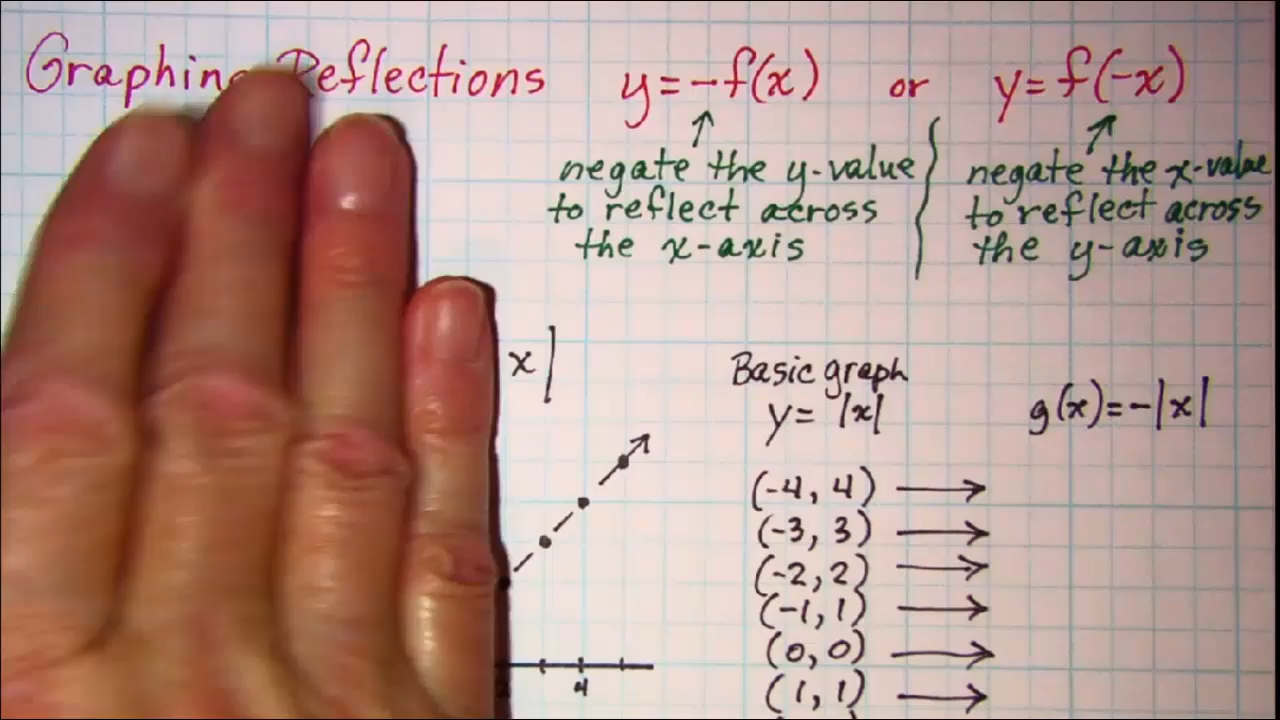 Graphing Reflections y=-f(x) or y=f(-x)
negate the y-value
to reflect across
the x-axis
negate the x-value
to reflect across
the y-axis
x|
Basic graph
y= |x|
g(x)=-|x|
(-4, 4)
(-3, 3)
(-2, 2)
(-1, 1)
(0, 0)
(1, 1)
4